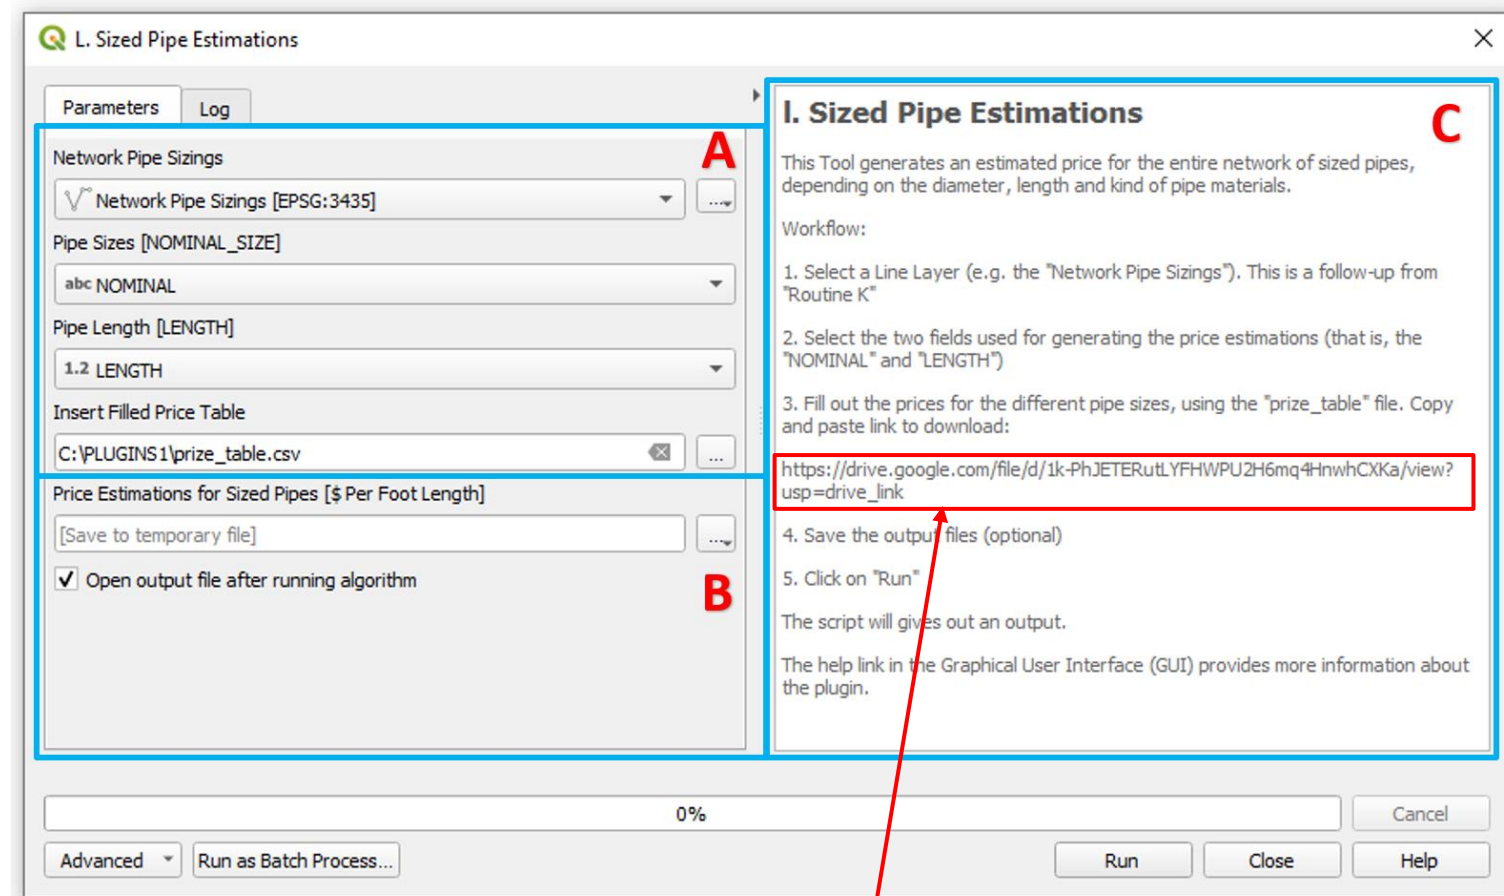 L. Sized Pipe Estimations
Parameters
Log
A
Network Pipe Sizings
Network Pipe Sizings [EPSG:3435]
...
Pipe Sizes [NOMINAL_SIZE]
abc NOMINAL
Pipe Length [LENGTH]
1.2 LENGTH
Insert Filled Price Table
C:\PLUGINS1\prize_table.csv
...
Price Estimations for Sized Pipes [$ Per Foot Length]
[Save to temporary file]
...
Open output file after running algorithm
B
l. Sized Pipe Estimations
C
This Tool generates an estimated price for the entire network of sized pipes,
depending on the diameter, length and kind of pipe materials.
Workflow:
1. Select a Line Layer (e.g. the "Network Pipe Sizings"). This is a follow-up from
"Routine K"
2. Select the two fields used for generating the price estimations (that is, the
"NOMINAL" and "LENGTH")
3. Fill out the prices for the different pipe sizes, using the "prize_table" file. Copy
and paste link to download:
https://drive.google.com/file/d/1k-PhJETERutLYFHWPU2H6mq4HnwhCXKa/view?
usp=drive_link
4. Save the output files (optional)
5. Click on "Run"
The script will gives out an output.
The help link in the Graphical User Interface (GUI) provides more information about
the plugin.
0%
Cancel
Advanced
Run as Batch Process...
Run
Close
Help